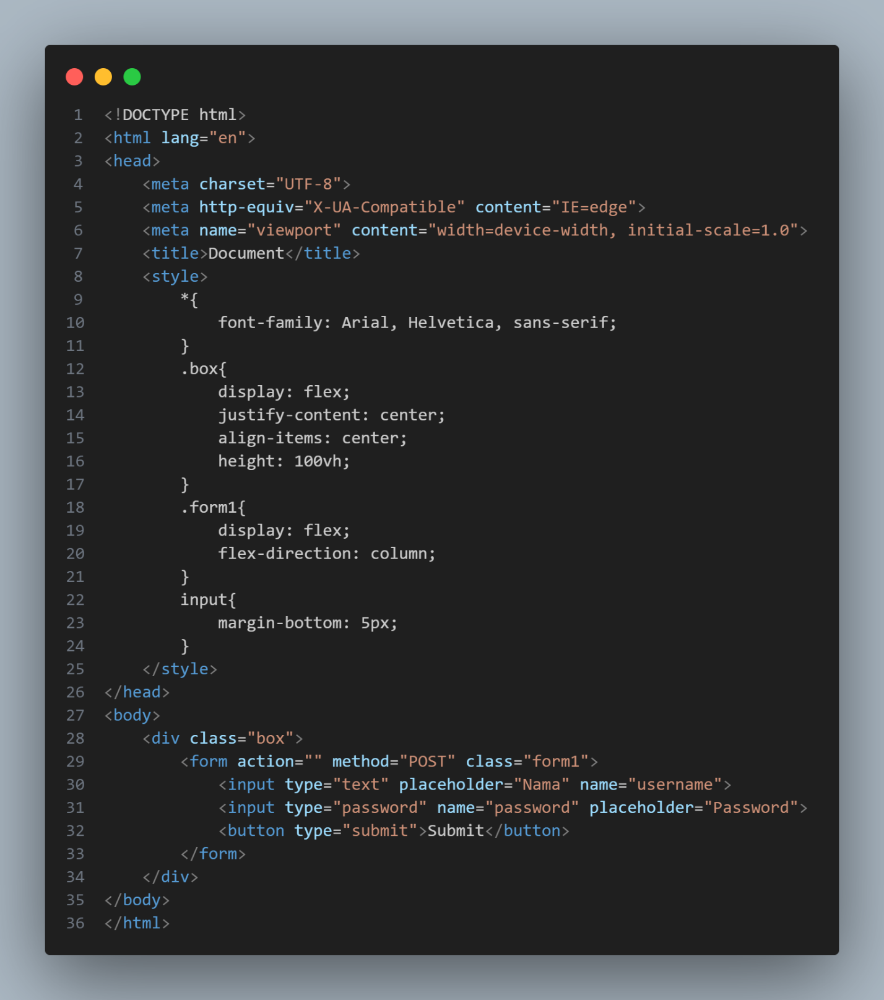 1 <!DOCTYPE html>
2 <html lang="en">
3 <head>
4     <meta charset="UTF-8">
5     <meta http-equiv="X-UA-Compatible" content="IE=edge">
6     <meta name="viewport" content="width=device-width, initial-scale=1.0">
7     <title>Document</title>
8     <style>
9         *{
10             font-family: Arial, Helvetica, sans-serif;
11         }
12         .box{
13             display: flex;
14             justify-content: center;
15             align-items: center;
16             height: 100vh;
17         }
18         .form1{
19             display: flex;
20             flex-direction: column;
21         }
22         input{
23             margin-bottom: 5px;
24         }
25     </style>
26 </head>
27 <body>
28     <div class="box">
29         <form action="" method="POST" class="form1">
30             <input type="text" placeholder="Nama" name="username">
31             <input type="password" name="password" placeholder="Password">
32             <button type="submit">Submit</button>
33         </form>
34     </div>
35 </body>
36 </html>